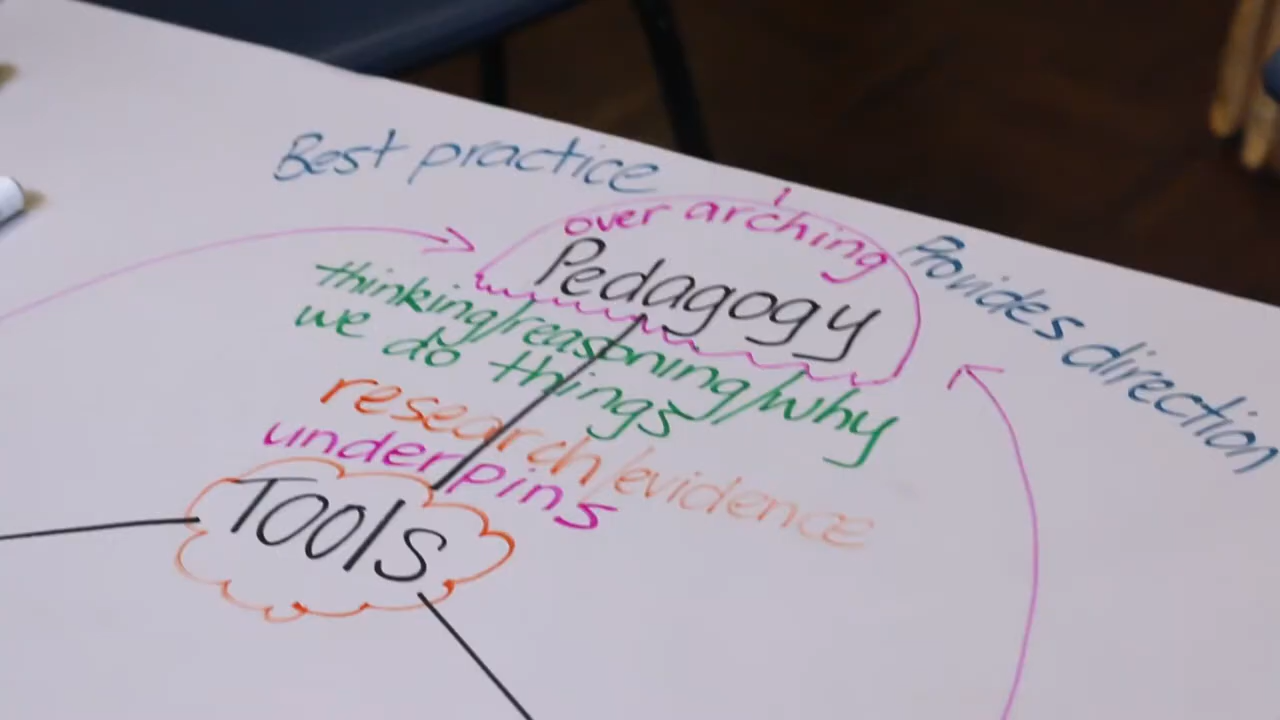 Best practice
over arching
Pedagogy
Provides direction
thinking/reasoning/why
we do things
research/evidence
underpins
Tools